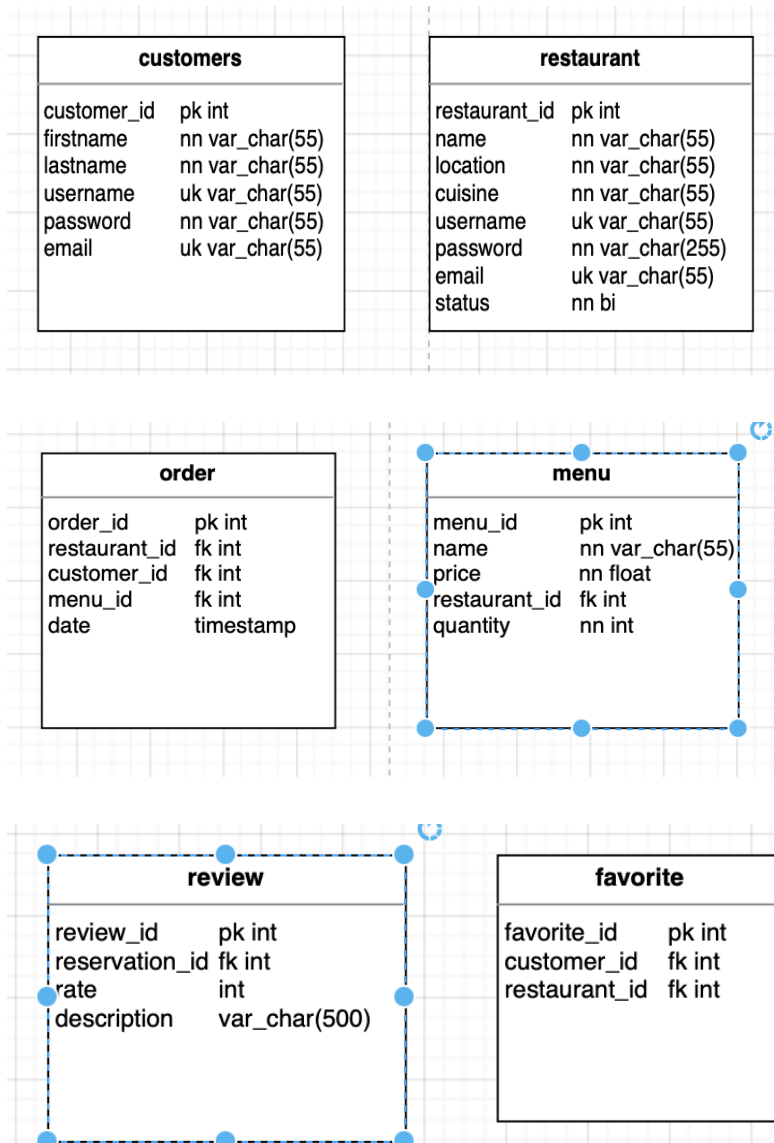 customers
customer_id pk int
firstname nn var_char(55)
lastname nn var_char(55)
username uk var_char(55)
password nn var_char(55)
email uk var_char(55)
restaurant
restaurant_id pk int
name nn var_char(55)
location nn var_char(55)
cuisine nn var_char(55)
username uk var_char(55)
password nn var_char(255)
email uk var_char(55)
status nn bi
order
order_id pk int
restaurant_id fk int
customer_id fk int
menu_id fk int
date timestamp
menu
menu_id pk int
name nn var_char(55)
price nn float
restaurant_id fk int
quantity nn int
review
review_id pk int
reservation_id fk int
rate int
description var_char(500)
favorite
favorite_id pk int
customer_id fk int
restaurant_id fk int